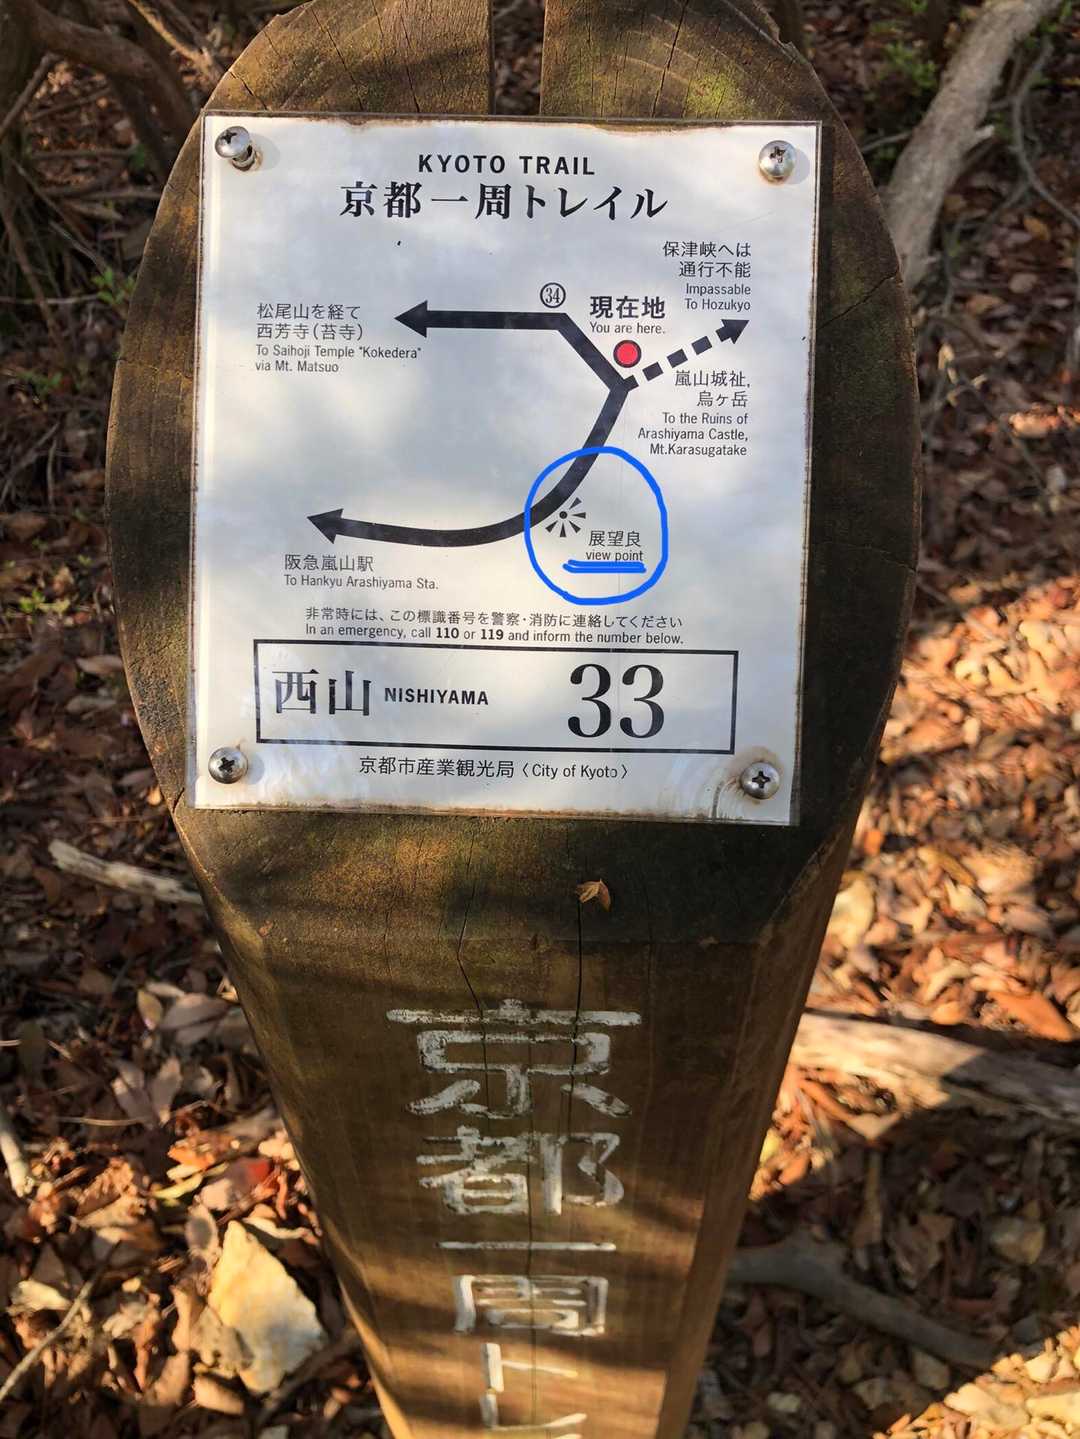 KYOTO TRAIL
京都一周トレイル
保津峡へは
通行不能
Impassable
To Hozukyo
㉞
現在地
You are here.
松尾山を経て
西芳寺(苔寺)
To Saihoji Temple "Kokedera"
via Mt. Matsuo
嵐山城祉,
烏ヶ岳
To the Ruins of
Arashiyama Castle,
Mt.Karasugatake
展望良
view point
阪急嵐山駅
To Hankyu Arashiyama Sta.
非常時には、この標識番号を警察・消防に連絡してください
In an emergency, call 110 or 119 and inform the number below.
西山 NISHIYAMA 33
京都市産業観光局〈City of Kyoto〉
京都一周トレ